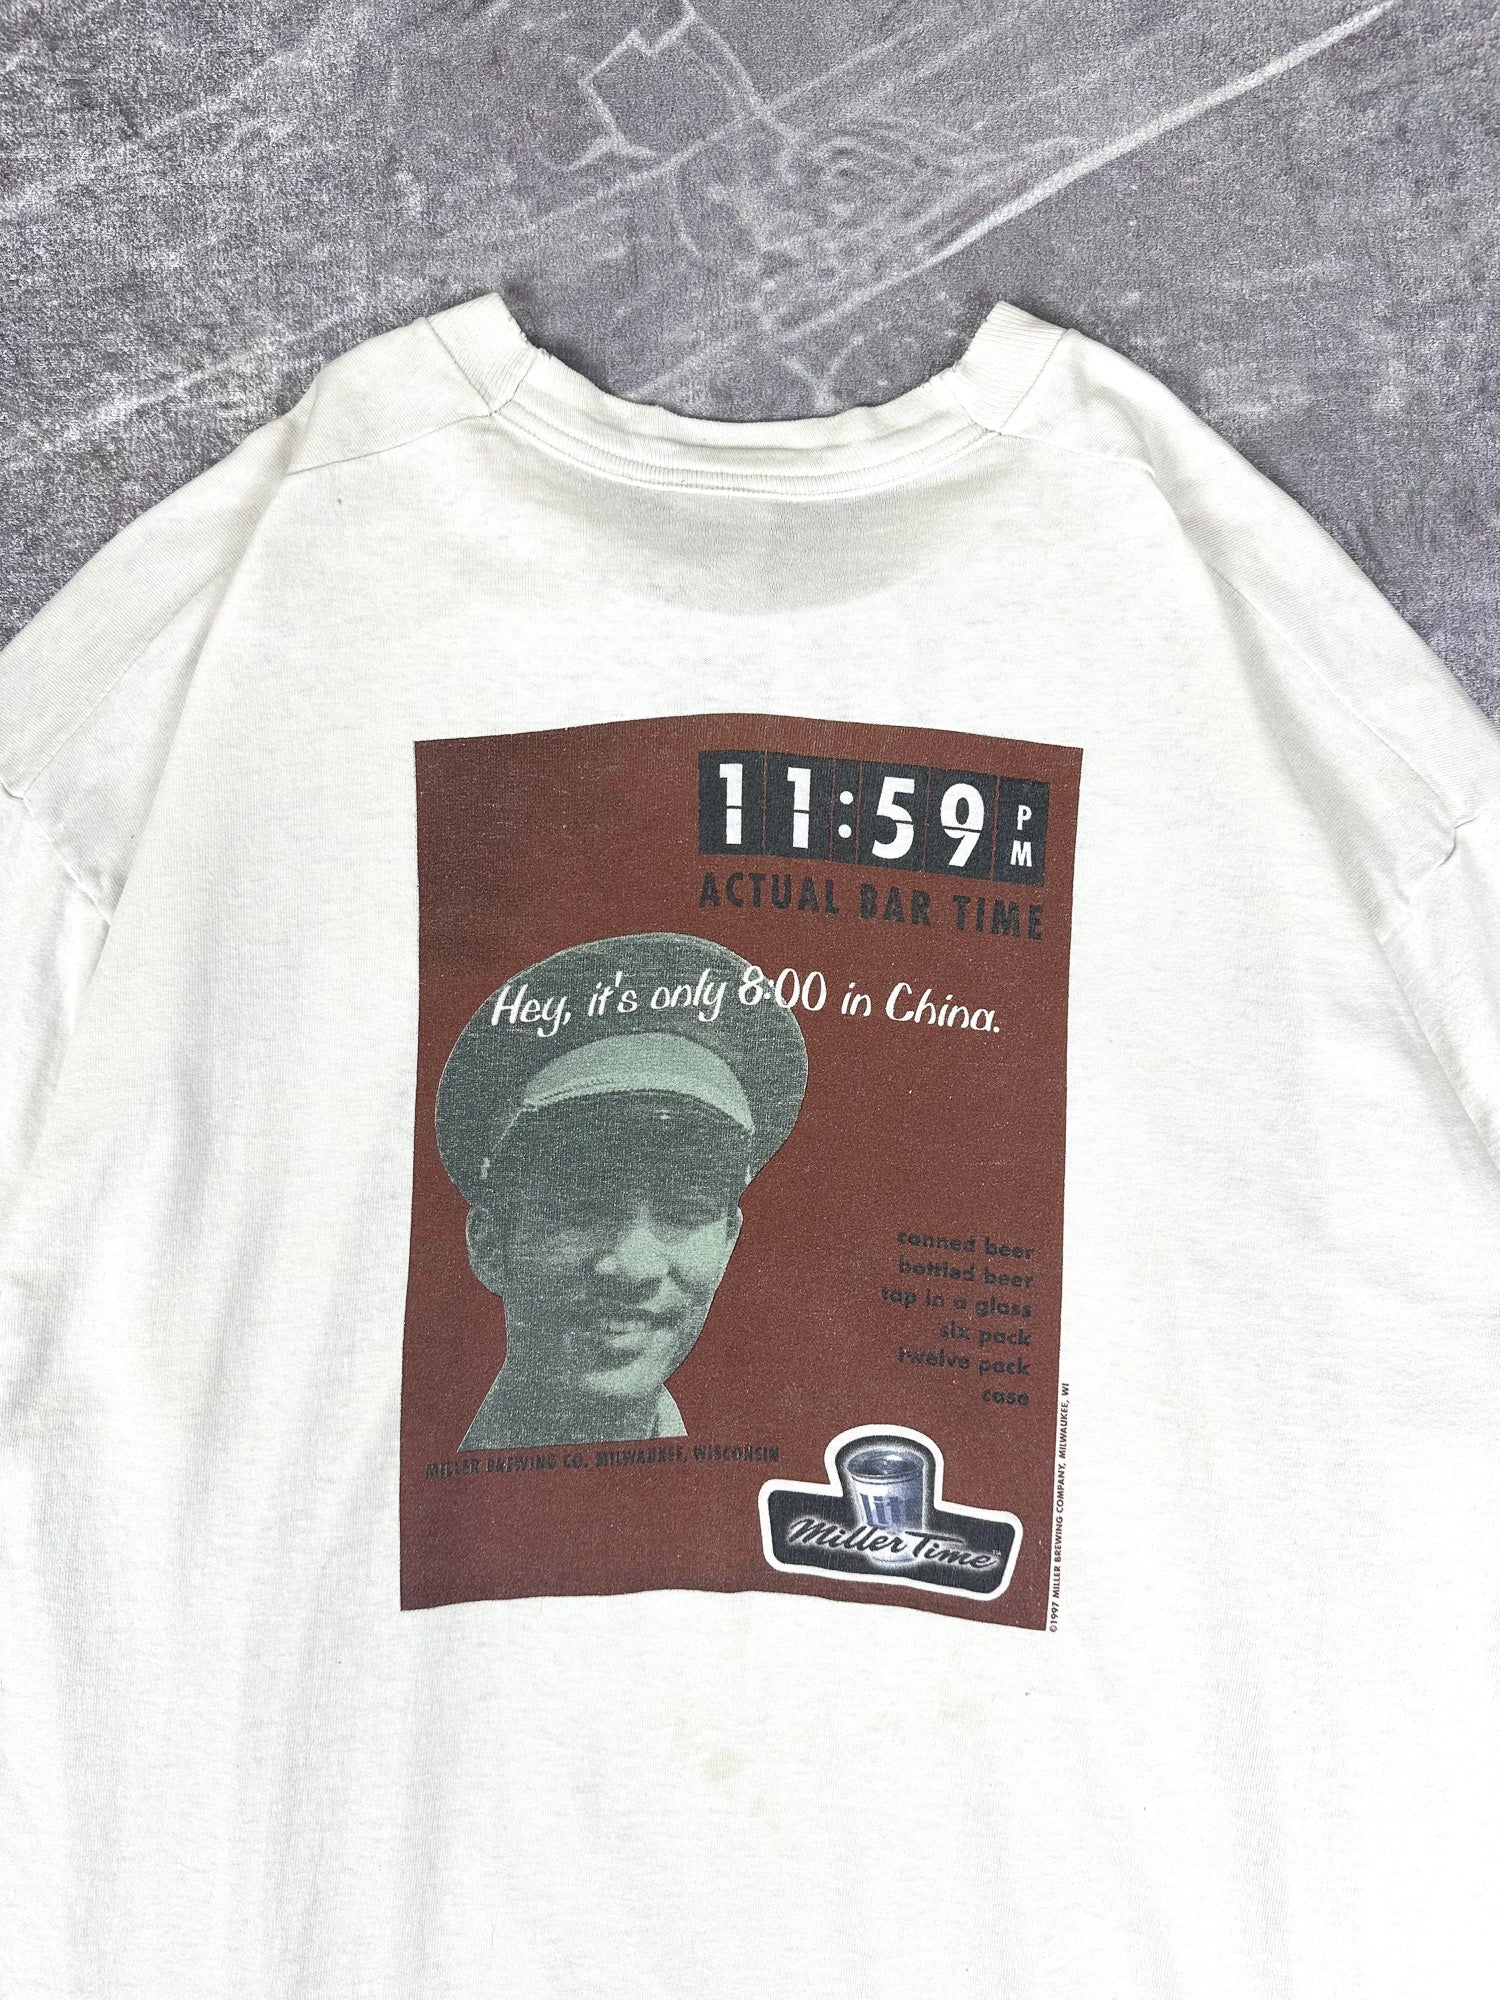 11:59 PM
ACTUAL BAR TIME
Hey, it's only 8:00 in China.
canned beer
bottled beer
tap in a glass
six pack
twelve pack
case
MILLER BREWING CO. MILWAUKEE, WISCONSIN
Lite
Miller Time™
©1997 MILLER BREWING COMPANY, MILWAUKEE, WI